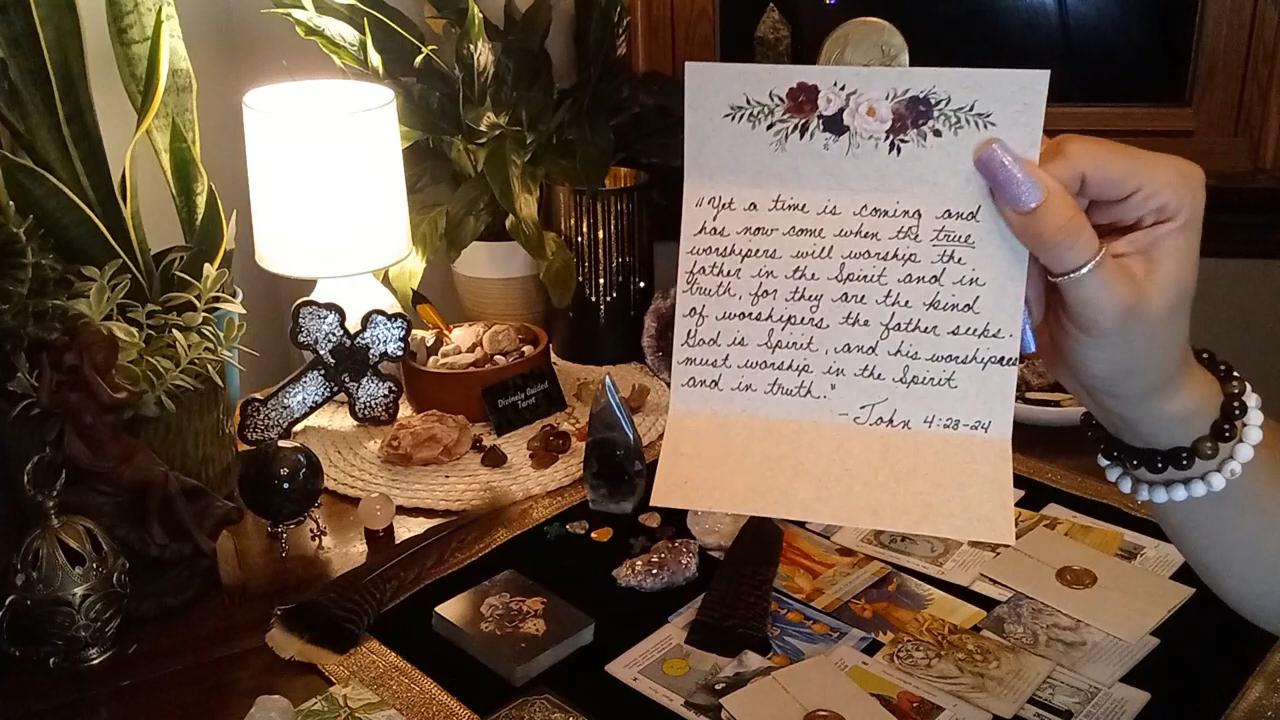 "Yet a time is coming and
has now come when the true
worshipers will worship the
father in the Spirit and in
truth, for they are the kind
of worshipers the father seeks.
God is Spirit, and his worshipers
must worship in the Spirit
and in truth."
- John 4:23-24
Divinely Guided
Tarot